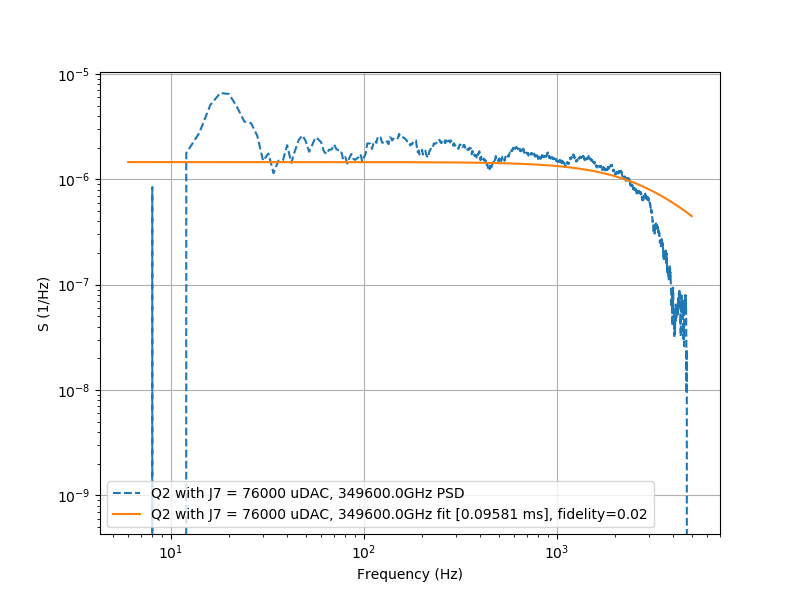 10⁻⁵
10⁻⁶
10⁻⁷
10⁻⁸
10⁻⁹
S (1/Hz)
Q2 with J7 = 76000 uDAC, 349600.0GHz PSD
Q2 with J7 = 76000 uDAC, 349600.0GHz fit [0.09581 ms], fidelity=0.02
10¹ 10² 10³
Frequency (Hz)